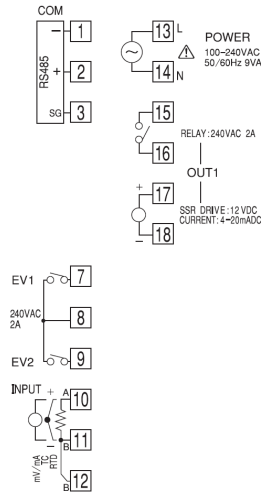 COM
− 1
RS485
+ 2
SG 3
13 L
POWER
100−240VAC
50/60Hz 9VA
14 N
15
RELAY:240VAC 2A
16
OUT1
+ 17
SSR DRIVE:12VDC
CURRENT:4−20mADC
− 18
EV1 7
240VAC
2A
8
EV2 9
INPUT + A 10
− B 11
mV/mA
TC
RTD
B 12